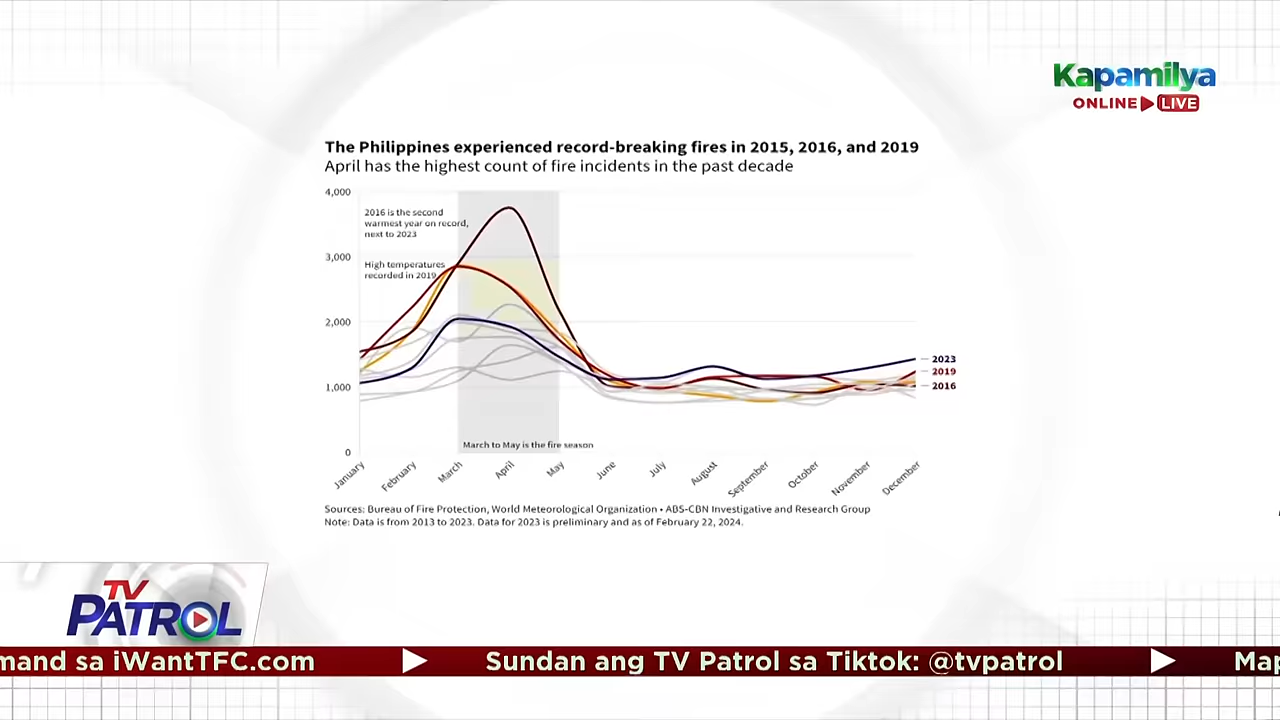 Kapamilya
ONLINE LIVE
The Philippines experienced record-breaking fires in 2015, 2016, and 2019
April has the highest count of fire incidents in the past decade
4,000
2016 is the second
warmest year on record,
next to 2023
3,000
High temperatures
recorded in 2019
2,000
1,000
0
2023
2019
2016
March to May is the fire season
January
February
March
April
May
June
July
August
September
October
November
December
Sources: Bureau of Fire Protection, World Meteorological Organization • ABS-CBN Investigative and Research Group
Note: Data is from 2013 to 2023. Data for 2023 is preliminary and as of February 22, 2024.
TV
PATROL
mand sa iWantTFC.com Sundan ang TV Patrol sa Tiktok: @tvpatrol Map